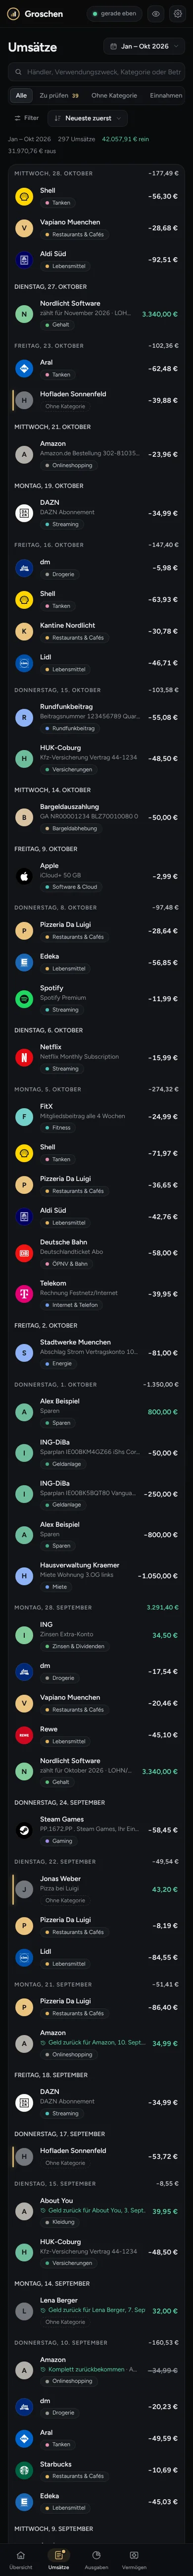 Groschen
gerade eben
Umsätze
Jan – Okt 2026
Händler, Verwendungszweck, Kategorie oder Betr
Alle
Zu prüfen 39
Ohne Kategorie
Einnahmen
Filter
Neueste zuerst
Jan – Okt 2026 297 Umsätze 42.057,91 € rein
31.970,76 € raus
MITTWOCH, 28. OKTOBER −177,49 €
Shell −56,30 €
Tanken
V
Vapiano Muenchen −28,68 €
Restaurants & Cafés
Aldi Süd −92,51 €
Lebensmittel
DIENSTAG, 27. OKTOBER
N
Nordlicht Software
zählt für November 2026 · LOH... 3.340,00 €
Gehalt
FREITAG, 23. OKTOBER −102,36 €
Aral −62,48 €
Tanken
H
Hofladen Sonnenfeld −39,88 €
Ohne Kategorie
MITTWOCH, 21. OKTOBER
A
Amazon
Amazon.de Bestellung 302-81035... −23,96 €
Onlineshopping
MONTAG, 19. OKTOBER
DAZN
DAZN Abonnement −34,99 €
Streaming
FREITAG, 16. OKTOBER −147,40 €
dm −5,98 €
Drogerie
Shell −63,93 €
Tanken
K
Kantine Nordlicht −30,78 €
Restaurants & Cafés
Lidl −46,71 €
Lebensmittel
DONNERSTAG, 15. OKTOBER −103,58 €
R
Rundfunkbeitrag
Beitragsnummer 123456789 Quar... −55,08 €
Rundfunkbeitrag
H
HUK-Coburg
Kfz-Versicherung Vertrag 44-1234 −48,50 €
Versicherungen
MITTWOCH, 14. OKTOBER
B
Bargeldauszahlung
GA NR00001234 BLZ70010080 0 −50,00 €
Bargeldabhebung
FREITAG, 9. OKTOBER
Apple
iCloud+ 50 GB −2,99 €
Software & Cloud
DONNERSTAG, 8. OKTOBER −97,48 €
P
Pizzeria Da Luigi −28,64 €
Restaurants & Cafés
Edeka −56,85 €
Lebensmittel
Spotify
Spotify Premium −11,99 €
Streaming
DIENSTAG, 6. OKTOBER
Netflix
Netflix Monthly Subscription −15,99 €
Streaming
MONTAG, 5. OKTOBER −274,32 €
F
FitX
Mitgliedsbeitrag alle 4 Wochen −24,99 €
Fitness
Shell −71,97 €
Tanken
P
Pizzeria Da Luigi −36,65 €
Restaurants & Cafés
Aldi Süd −42,76 €
Lebensmittel
Deutsche Bahn
Deutschlandticket Abo −58,00 €
ÖPNV & Bahn
Telekom
Rechnung Festnetz/Internet −39,95 €
Internet & Telefon
FREITAG, 2. OKTOBER
S
Stadtwerke Muenchen
Abschlag Strom Vertragskonto 10... −81,00 €
Energie
DONNERSTAG, 1. OKTOBER −1.350,00 €
A
Alex Beispiel
Sparen 800,00 €
Sparen
I
ING-DiBa
Sparplan IE00BKM4GZ66 iShs Cor... −50,00 €
Geldanlage
I
ING-DiBa
Sparplan IE00BK5BQT80 Vangua... −250,00 €
Geldanlage
A
Alex Beispiel
Sparen −800,00 €
Sparen
H
Hausverwaltung Kraemer
Miete Wohnung 3.OG links −1.050,00 €
Miete
MONTAG, 28. SEPTEMBER 3.291,40 €
I
ING
Zinsen Extra-Konto 34,50 €
Zinsen & Dividenden
dm −17,54 €
Drogerie
V
Vapiano Muenchen −20,46 €
Restaurants & Cafés
Rewe −45,10 €
Lebensmittel
N
Nordlicht Software
zählt für Oktober 2026 · LOHN/... 3.340,00 €
Gehalt
DONNERSTAG, 24. SEPTEMBER
Steam Games
PP.1672.PP . Steam Games, Ihr Ein... −58,45 €
Gaming
DIENSTAG, 22. SEPTEMBER −49,54 €
J
Jonas Weber
Pizza bei Luigi 43,20 €
Ohne Kategorie
P
Pizzeria Da Luigi −8,19 €
Restaurants & Cafés
Lidl −84,55 €
Lebensmittel
MONTAG, 21. SEPTEMBER −51,41 €
P
Pizzeria Da Luigi −86,40 €
Restaurants & Cafés
A
Amazon
Geld zurück für Amazon, 10. Sept... 34,99 €
Onlineshopping
FREITAG, 18. SEPTEMBER
DAZN
DAZN Abonnement −34,99 €
Streaming
DONNERSTAG, 17. SEPTEMBER
H
Hofladen Sonnenfeld −53,72 €
Ohne Kategorie
DIENSTAG, 15. SEPTEMBER −8,55 €
A
About You
Geld zurück für About You, 3. Sept. 39,95 €
Kleidung
H
HUK-Coburg
Kfz-Versicherung Vertrag 44-1234 −48,50 €
Versicherungen
MONTAG, 14. SEPTEMBER
L
Lena Berger
Geld zurück für Lena Berger, 7. Sep 32,00 €
Ohne Kategorie
DONNERSTAG, 10. SEPTEMBER −160,53 €
A
Amazon
Komplett zurückbekommen · A... −34,99 €
Onlineshopping
dm −20,23 €
Drogerie
Aral −49,59 €
Tanken
Starbucks −10,69 €
Restaurants & Cafés
Edeka −45,03 €
Lebensmittel
MITTWOCH, 9. SEPTEMBER
Übersicht
Umsätze
Ausgaben
Vermögen